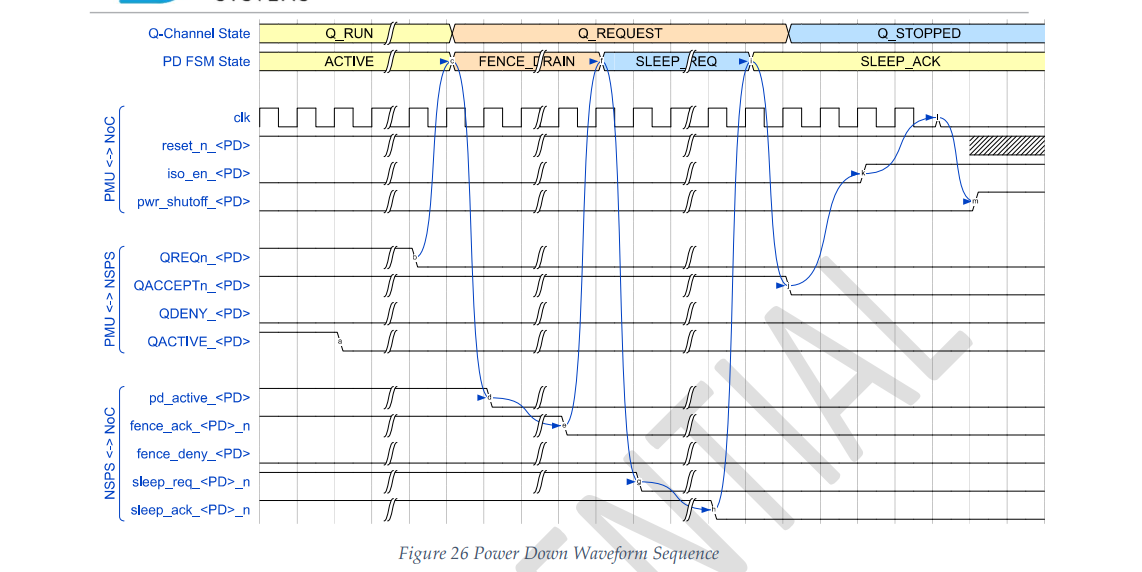 SYSTEMS
Q-Channel State Q_RUN Q_REQUEST Q_STOPPED
PD FSM State ACTIVE c FENCE_DRAIN f SLEEP_REQ i SLEEP_ACK
PMU <-> NoC
clk l
reset_n_<PD>
iso_en_<PD> k
pwr_shutoff_<PD> m
PMU <-> NSPS
QREQn_<PD> b
QACCEPTn_<PD> j
QDENY_<PD>
QACTIVE_<PD> a
NSPS <-> NoC
pd_active_<PD> d
fence_ack_<PD>_n e
fence_deny_<PD>
sleep_req_<PD>_n g
sleep_ack_<PD>_n h
ENTIAL
Figure 26 Power Down Waveform Sequence